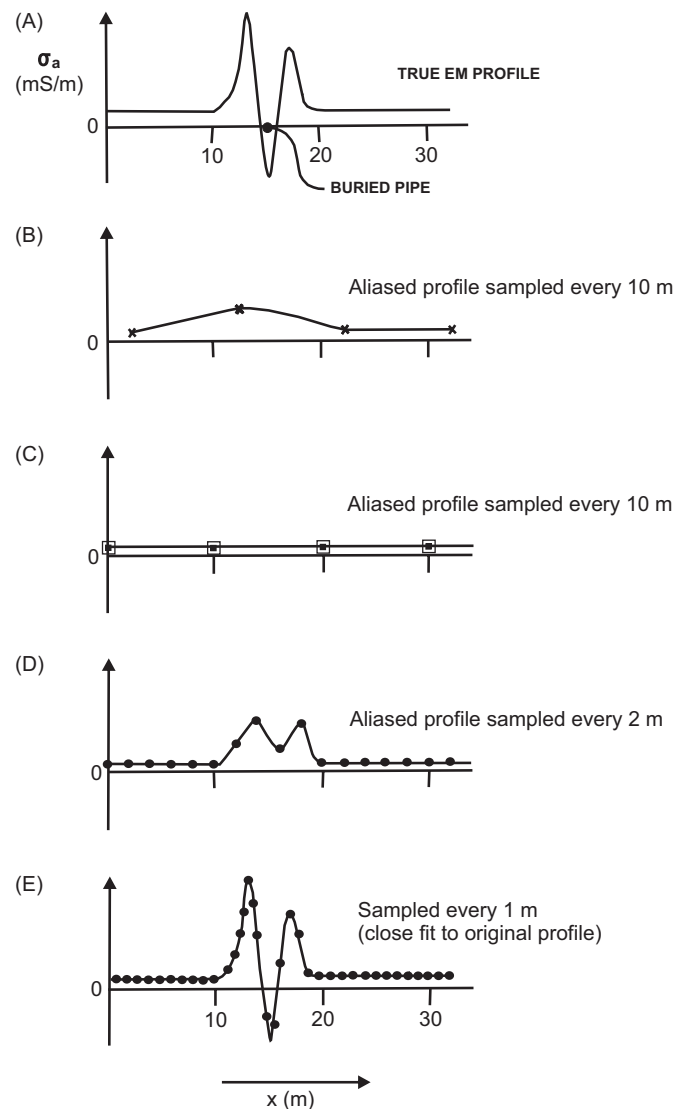 (A)
σa
(mS/m)
TRUE EM PROFILE
0
10 20 30
BURIED PIPE
(B)
Aliased profile sampled every 10 m
0
(C)
Aliased profile sampled every 10 m
0
(D)
Aliased profile sampled every 2 m
0
(E)
Sampled every 1 m
(close fit to original profile)
0
10 20 30
x (m)